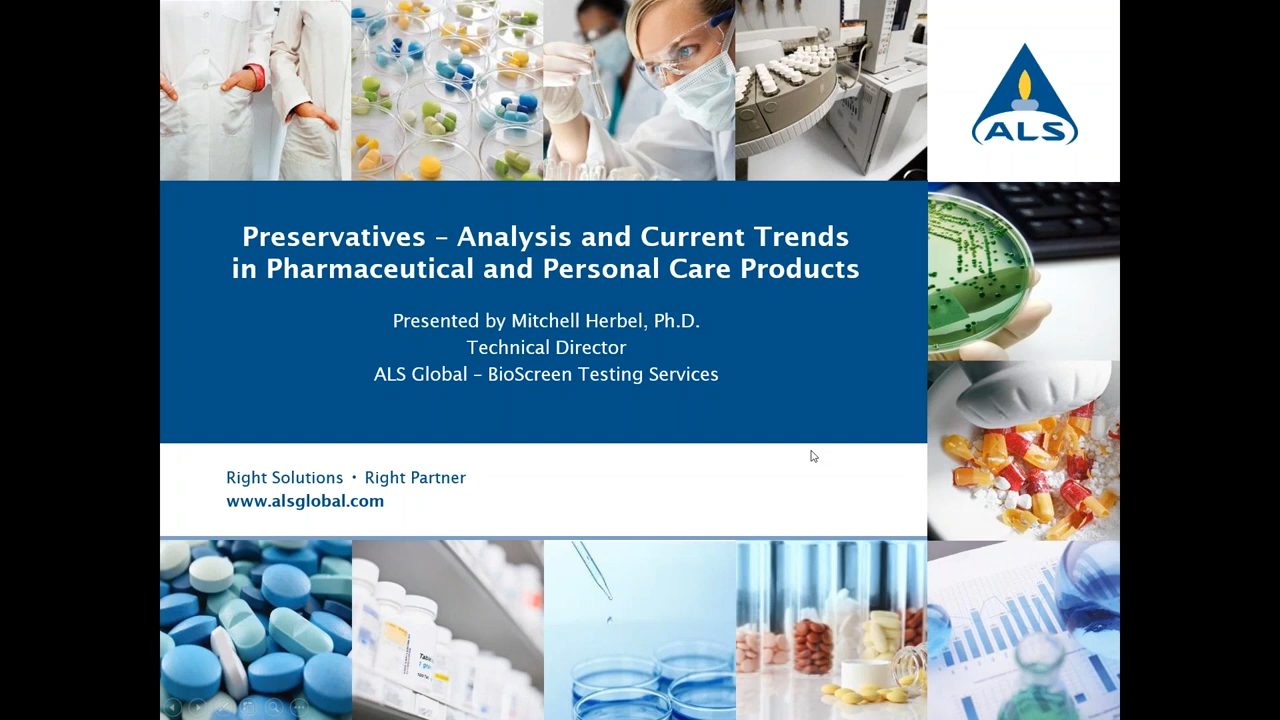 ALS
Preservatives – Analysis and Current Trends
in Pharmaceutical and Personal Care Products
Presented by Mitchell Herbel, Ph.D.
Technical Director
ALS Global – BioScreen Testing Services
Right Solutions • Right Partner
www.alsglobal.com